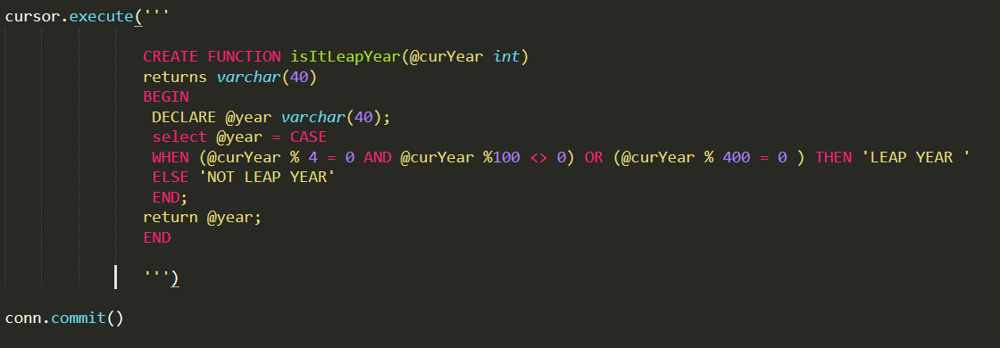 cursor.execute('''
CREATE FUNCTION isItLeapYear(@curYear int)
returns varchar(40)
BEGIN
DECLARE @year varchar(40);
select @year = CASE
WHEN (@curYear % 4 = 0 AND @curYear %100 <> 0) OR (@curYear % 400 = 0 ) THEN 'LEAP YEAR '
ELSE 'NOT LEAP YEAR'
END;
return @year;
END
''')
conn.commit()